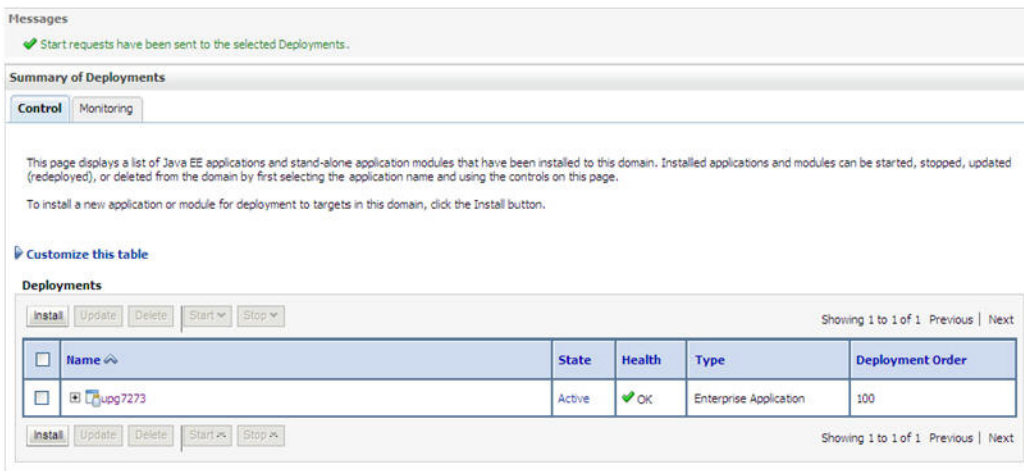 Messages
Start requests have been sent to the selected Deployments.
Summary of Deployments
Control Monitoring
This page displays a list of Java EE applications and stand-alone application modules that have been installed to this domain. Installed applications and modules can be started, stopped, updated
(redeployed), or deleted from the domain by first selecting the application name and using the controls on this page.
To install a new application or module for deployment to targets in this domain, click the Install button.
Customize this table
Deployments
Install Update Delete Start Stop Showing 1 to 1 of 1 Previous | Next
Name State Health Type Deployment Order
upg7273 Active OK Enterprise Application 100
Install Update Delete Start Stop Showing 1 to 1 of 1 Previous | Next